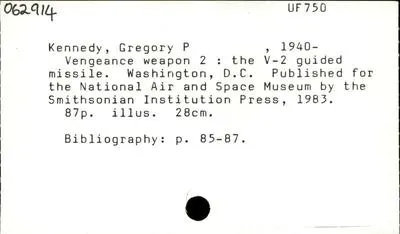 062914 UF750
Kennedy, Gregory P , 1940-
Vengeance weapon 2 : the V-2 guided
missile. Washington, D.C. Published for
the National Air and Space Museum by the
Smithsonian Institution Press, 1983.
87p. illus. 28cm.
Bibliography: p. 85-87.